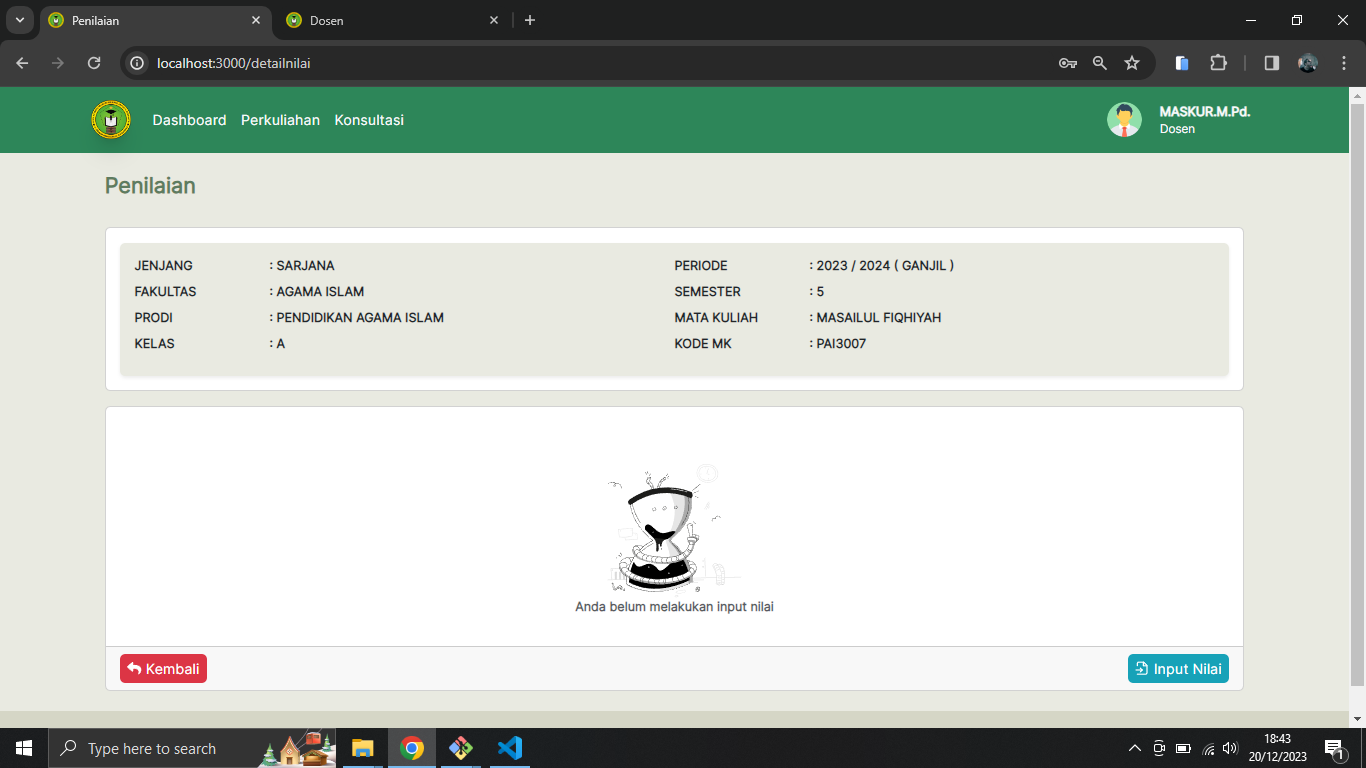 Penilaian
Dosen
localhost:3000/detailnilai
Dashboard Perkuliahan Konsultasi
MASKUR.M.Pd.
Dosen
Penilaian
JENJANG : SARJANA PERIODE : 2023 / 2024 ( GANJIL )
FAKULTAS : AGAMA ISLAM SEMESTER : 5
PRODI : PENDIDIKAN AGAMA ISLAM MATA KULIAH : MASAILUL FIQHIYAH
KELAS : A KODE MK : PAI3007
Anda belum melakukan input nilai
Kembali Input Nilai
Type here to search
18:43
20/12/2023
1